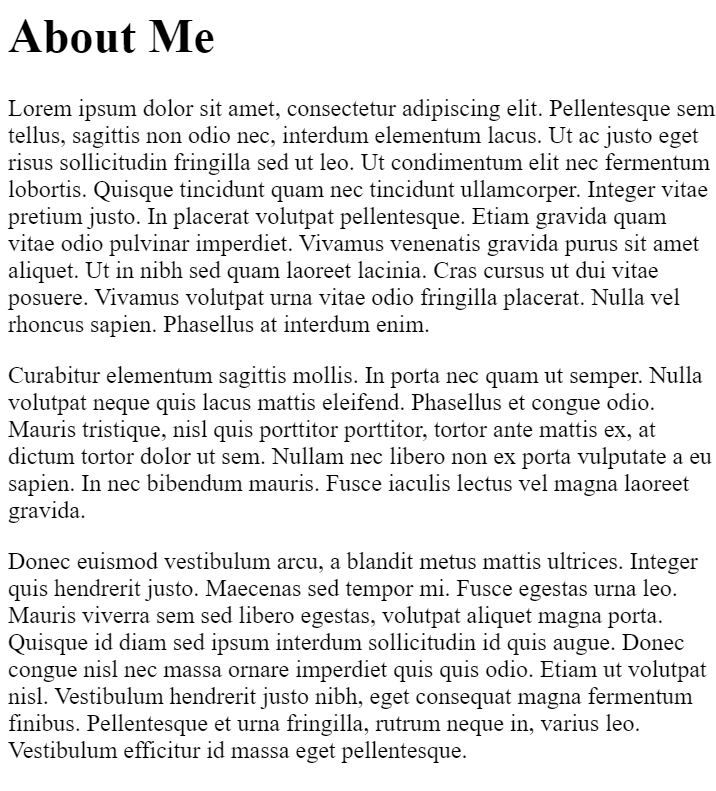 About Me
Lorem ipsum dolor sit amet, consectetur adipiscing elit. Pellentesque sem
tellus, sagittis non odio nec, interdum elementum lacus. Ut ac justo eget
risus sollicitudin fringilla sed ut leo. Ut condimentum elit nec fermentum
lobortis. Quisque tincidunt quam nec tincidunt ullamcorper. Integer vitae
pretium justo. In placerat volutpat pellentesque. Etiam gravida quam
vitae odio pulvinar imperdiet. Vivamus venenatis gravida purus sit amet
aliquet. Ut in nibh sed quam laoreet lacinia. Cras cursus ut dui vitae
posuere. Vivamus volutpat urna vitae odio fringilla placerat. Nulla vel
rhoncus sapien. Phasellus at interdum enim.
Curabitur elementum sagittis mollis. In porta nec quam ut semper. Nulla
volutpat neque quis lacus mattis eleifend. Phasellus et congue odio.
Mauris tristique, nisl quis porttitor porttitor, tortor ante mattis ex, at
dictum tortor dolor ut sem. Nullam nec libero non ex porta vulputate a eu
sapien. In nec bibendum mauris. Fusce iaculis lectus vel magna laoreet
gravida.
Donec euismod vestibulum arcu, a blandit metus mattis ultrices. Integer
quis hendrerit justo. Maecenas sed tempor mi. Fusce egestas urna leo.
Mauris viverra sem sed libero egestas, volutpat aliquet magna porta.
Quisque id diam sed ipsum interdum sollicitudin id quis augue. Donec
congue nisl nec massa ornare imperdiet quis quis odio. Etiam ut volutpat
nisl. Vestibulum hendrerit justo nibh, eget consequat magna fermentum
finibus. Pellentesque et urna fringilla, rutrum neque in, varius leo.
Vestibulum efficitur id massa eget pellentesque.